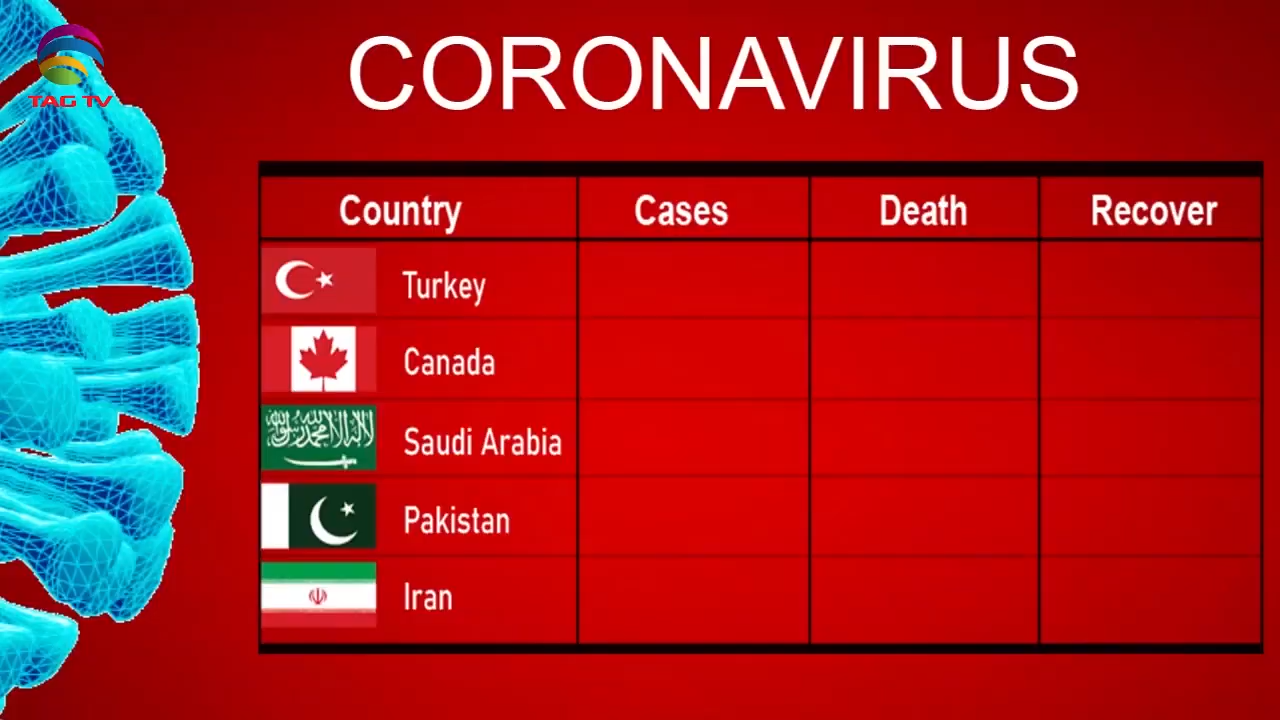 TAG TV
CORONAVIRUS
Country Cases Death Recover
Turkey
Canada
Saudi Arabia
Pakistan
Iran